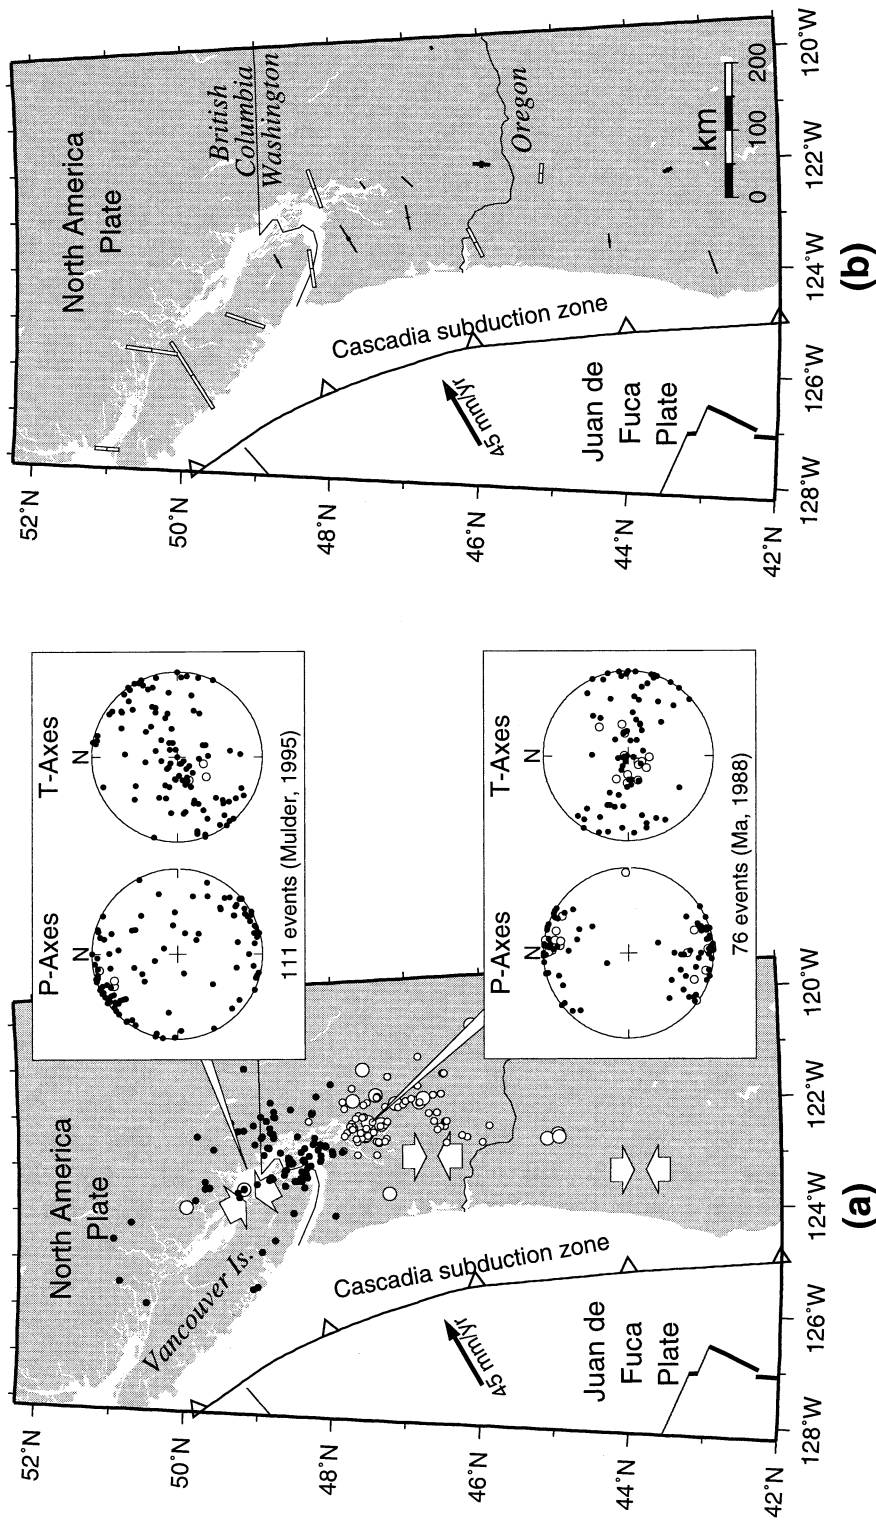 52°N
50°N
48°N
46°N
44°N
42°N
128°W
126°W
124°W
122°W
120°W
North America
Plate
Vancouver Is.
Cascadia subduction zone
45 mm/yr
Juan de
Fuca
Plate
P-Axes
T-Axes
N
N
111 events (Mulder, 1995)
P-Axes
T-Axes
N
N
76 events (Ma, 1988)
(a)
52°N
50°N
48°N
46°N
44°N
42°N
128°W
126°W
124°W
122°W
120°W
North America
Plate
British
Columbia
Washington
Oregon
Cascadia subduction zone
45 mm/yr
Juan de
Fuca
Plate
km
0
100
200
(b)